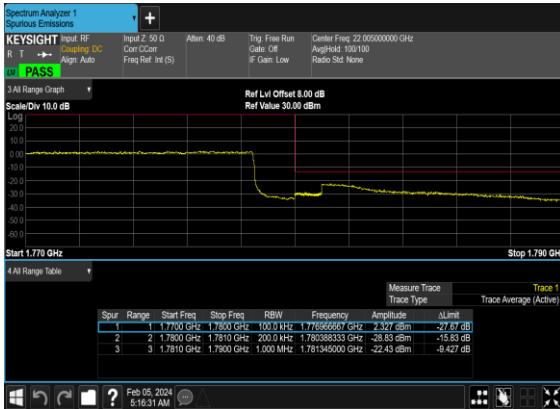 Spectrum Analyzer 1
Spurious Emissions
+
KEYSIGHT Input: RF Input Z: 50 Ω Atten: 40 dB Trig: Free Run Center Freq: 22.005000000 GHz
R T Coupling: DC Corr CCorr Gate: Off Avg|Hold: 100/100
Align: Auto Freq Ref: Int (S) IF Gain: Low Radio Std: None
PASS
3 All Range Graph Ref Lvl Offset 8.00 dB
Scale/Div 10.0 dB Ref Value 30.00 dBm
Log
20.0
10.0
0.00
-10.0
-20.0
-30.0
-40.0
-50.0
-60.0
Start 1.770 GHz Stop 1.790 GH
4 All Range Table
Measure Trace Trace 1
Trace Type Trace Average (Active)
Spur Range Start Freq Stop Freq RBW Frequency Amplitude ΔLimit
1 1 1.7700 GHz 1.7800 GHz 100.0 kHz 1.776966667 GHz 2.327 dBm -27.67 dB
2 2 1.7800 GHz 1.7810 GHz 200.0 kHz 1.780388333 GHz -28.83 dBm -15.83 dB
3 3 1.7810 GHz 1.7900 GHz 1.000 MHz 1.781345000 GHz -22.43 dBm -9.427 dB
? Feb 05, 2024
5:16:31 AM